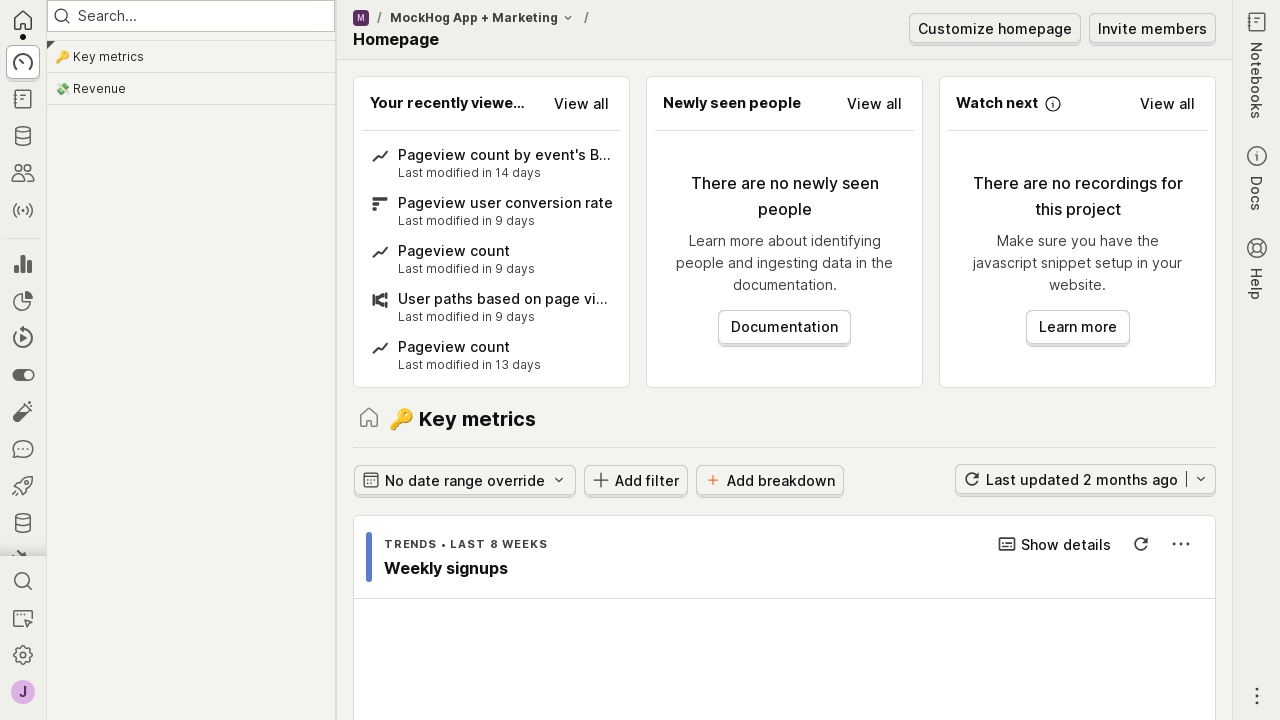 Search...
🔑 Key metrics
💸 Revenue
J
M / MockHog App + Marketing /
Homepage
Customize homepage
Invite members
Your recently viewe...
View all
Pageview count by event's B...
Last modified in 14 days
Pageview user conversion rate
Last modified in 9 days
Pageview count
Last modified in 9 days
User paths based on page vi...
Last modified in 9 days
Pageview count
Last modified in 13 days
Newly seen people
View all
There are no newly seen
people
Learn more about identifying
people and ingesting data in the
documentation.
Documentation
Watch next
View all
There are no recordings for
this project
Make sure you have the
javascript snippet setup in your
website.
Learn more
🔑 Key metrics
No date range override
Add filter
Add breakdown
Last updated 2 months ago
TRENDS • LAST 8 WEEKS
Weekly signups
Show details
Notebooks
Docs
Help